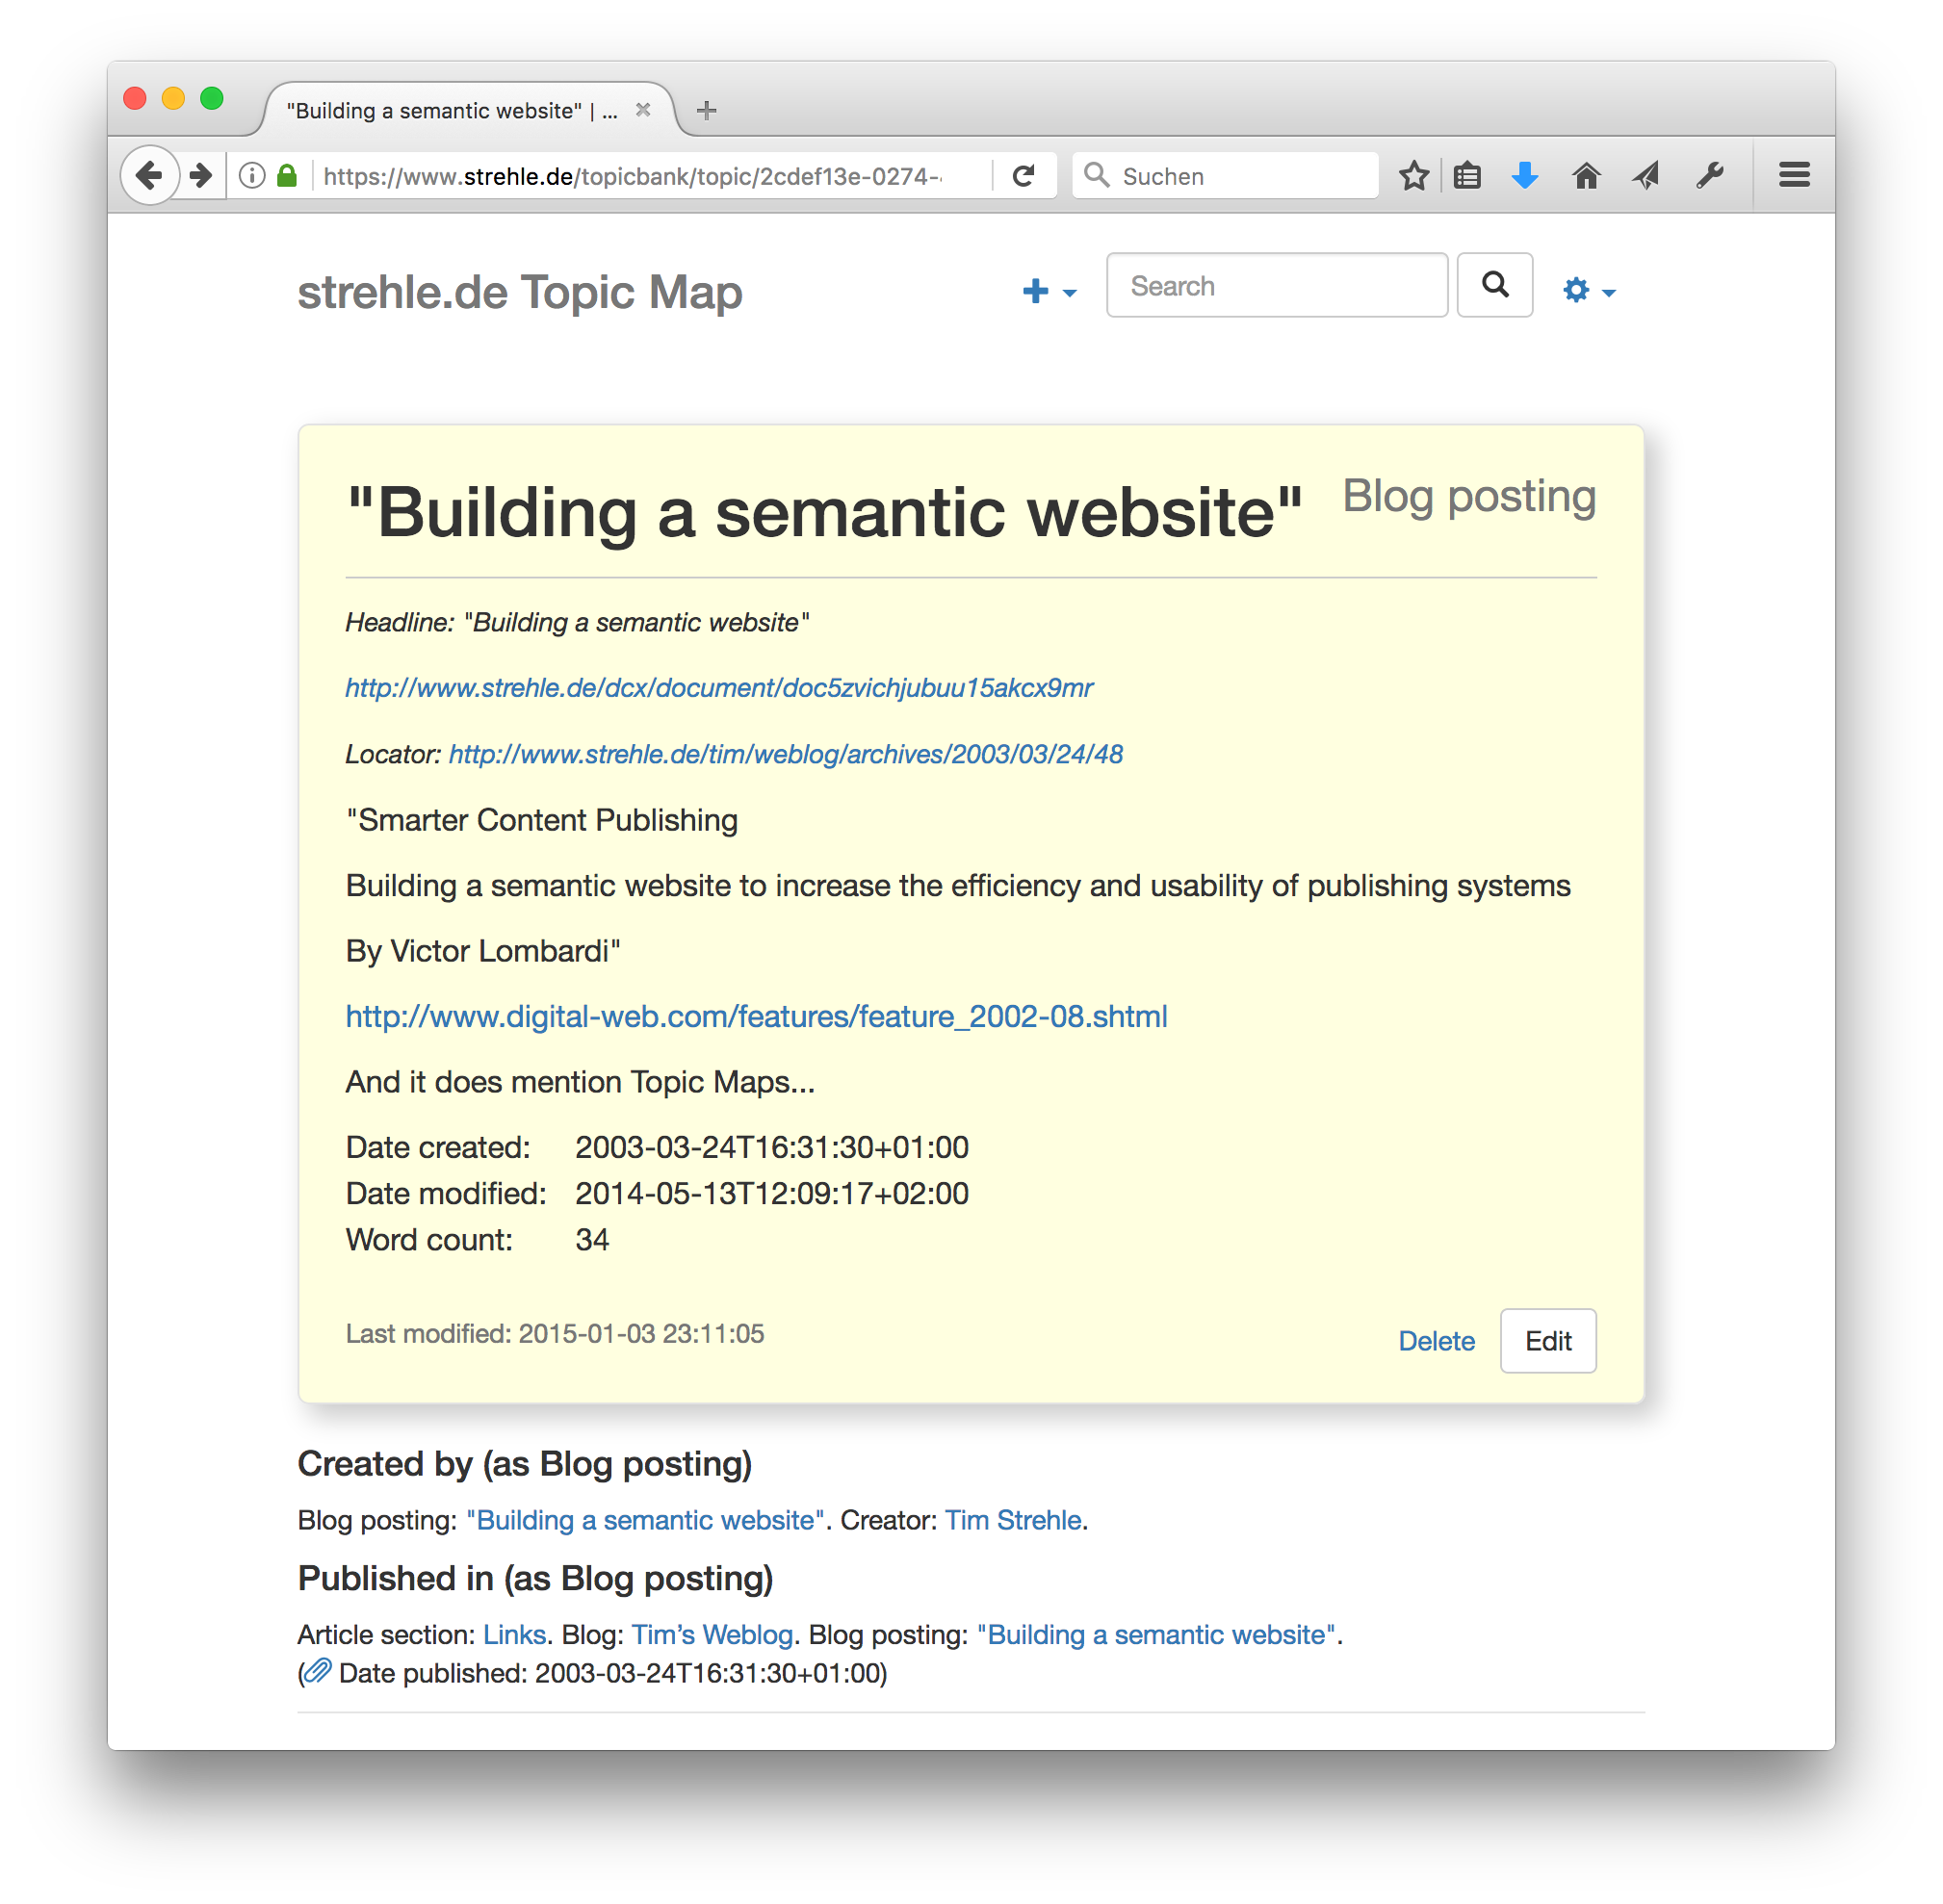 "Building a semantic website" | ...
https://www.strehle.de/topicbank/topic/2cdef13e-0274-
Suchen
strehle.de Topic Map
Search
"Building a semantic website"
Blog posting
Headline: "Building a semantic website"
http://www.strehle.de/dcx/document/doc5zvichjubuu15akcx9mr
Locator: http://www.strehle.de/tim/weblog/archives/2003/03/24/48
"Smarter Content Publishing
Building a semantic website to increase the efficiency and usability of publishing systems
By Victor Lombardi"
http://www.digital-web.com/features/feature_2002-08.shtml
And it does mention Topic Maps...
Date created: 2003-03-24T16:31:30+01:00
Date modified: 2014-05-13T12:09:17+02:00
Word count: 34
Last modified: 2015-01-03 23:11:05
Delete
Edit
Created by (as Blog posting)
Blog posting: "Building a semantic website". Creator: Tim Strehle.
Published in (as Blog posting)
Article section: Links. Blog: Tim’s Weblog. Blog posting: "Building a semantic website".
(Date published: 2003-03-24T16:31:30+01:00)